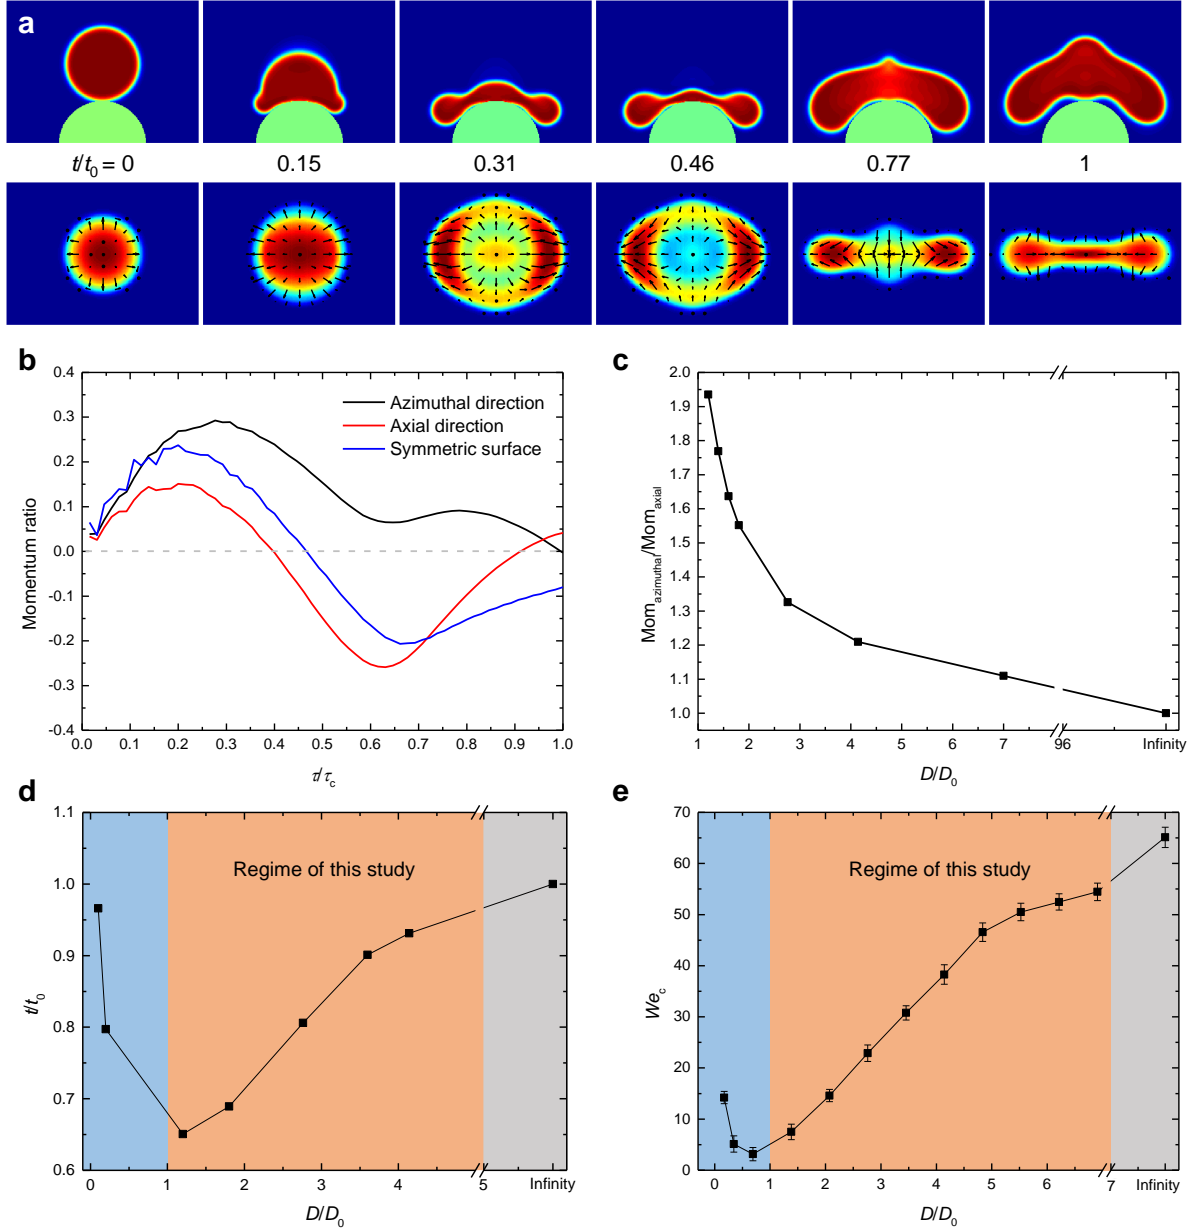 a
t/t0 = 0
0.15
0.31
0.46
0.77
1
b
0.4
0.3
0.2
0.1
0.0
-0.1
-0.2
-0.3
-0.4
Momentum ratio
Azimuthal direction
Axial direction
Symmetric surface
0.0 0.1 0.2 0.3 0.4 0.5 0.6 0.7 0.8 0.9 1.0
τ/τc
c
2.0
1.9
1.8
1.7
1.6
1.5
1.4
1.3
1.2
1.1
1.0
Momazimuthal/Momaxial
1 2 3 4 5 6 7 96 Infinity
D/D0
d
1.1
1.0
0.9
0.8
0.7
0.6
t/t0
Regime of this study
0 1 2 3 4 5 Infinity
D/D0
e
70
60
50
40
30
20
10
0
Wec
Regime of this study
0 1 2 3 4 5 6 7 Infinity
D/D0